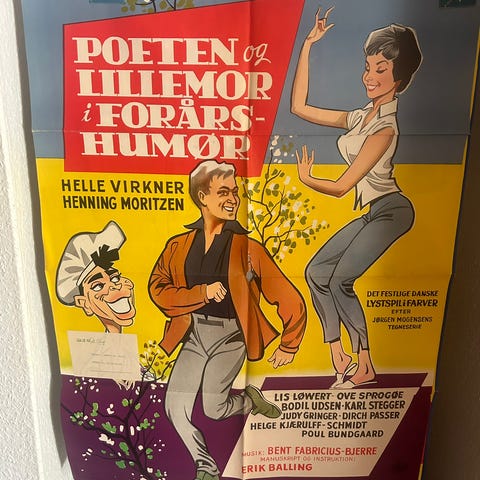 POETEN og
LILLEMOR
i FORÅRS-
HUMØR
HELLE VIRKNER
HENNING MORITZEN
DET FESTLIGE DANSKE
LYSTSPIL i FARVER
EFTER
JØRGEN MOGENSENS
TEGNESERIE
LIS LØWERT - OVE SPROGØE
BODIL UDSEN - KARL STEGGER
JUDY GRINGER - DIRCH PASSER
HELGE KJÆRULFF-SCHMIDT
POUL BUNDGAARD
MUSIK: BENT FABRICIUS-BJERRE
MANUSKRIPT OG INSTRUKTION:
ERIK BALLING